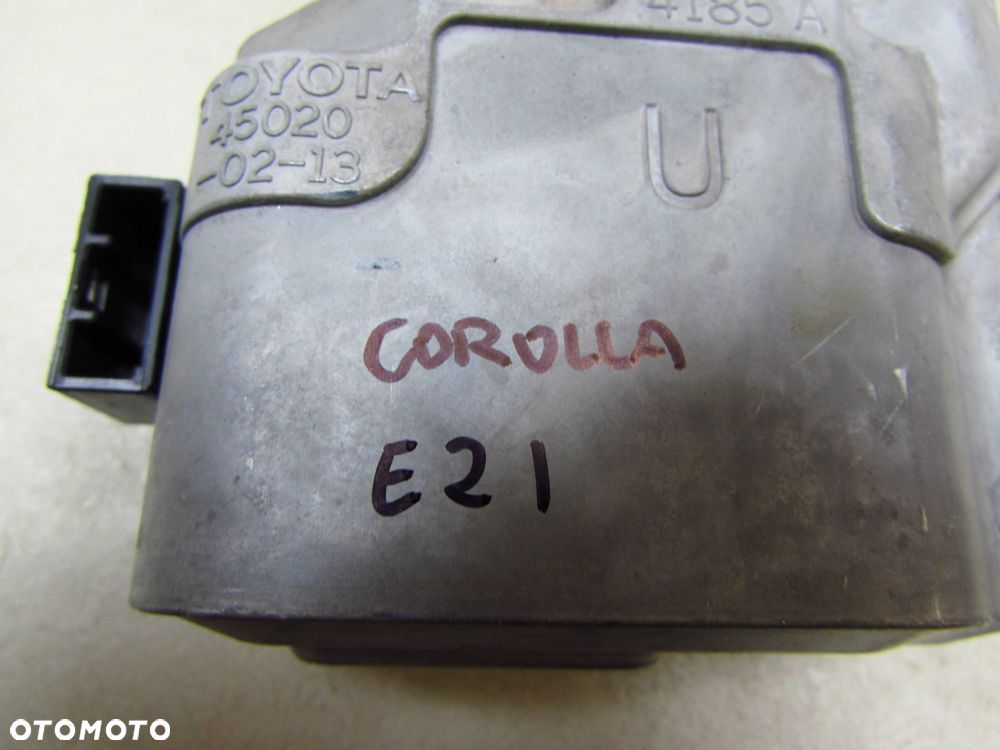 4185 A
TOYOTA
45020
-02-13
U
COROLLA
E21
OTOMOTO